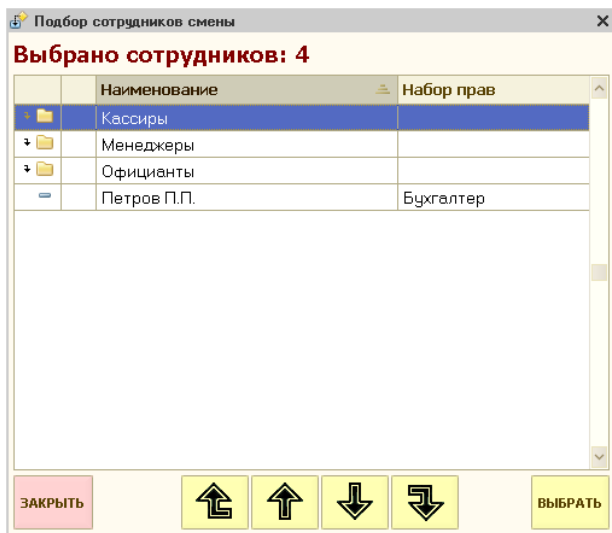 Подбор сотрудников смены
Выбрано сотрудников: 4
Наименование Набор прав
Кассиры
Менеджеры
Официанты
Петров П.П. Бухгалтер
ЗАКРЫТЬ ВЫБРАТЬ